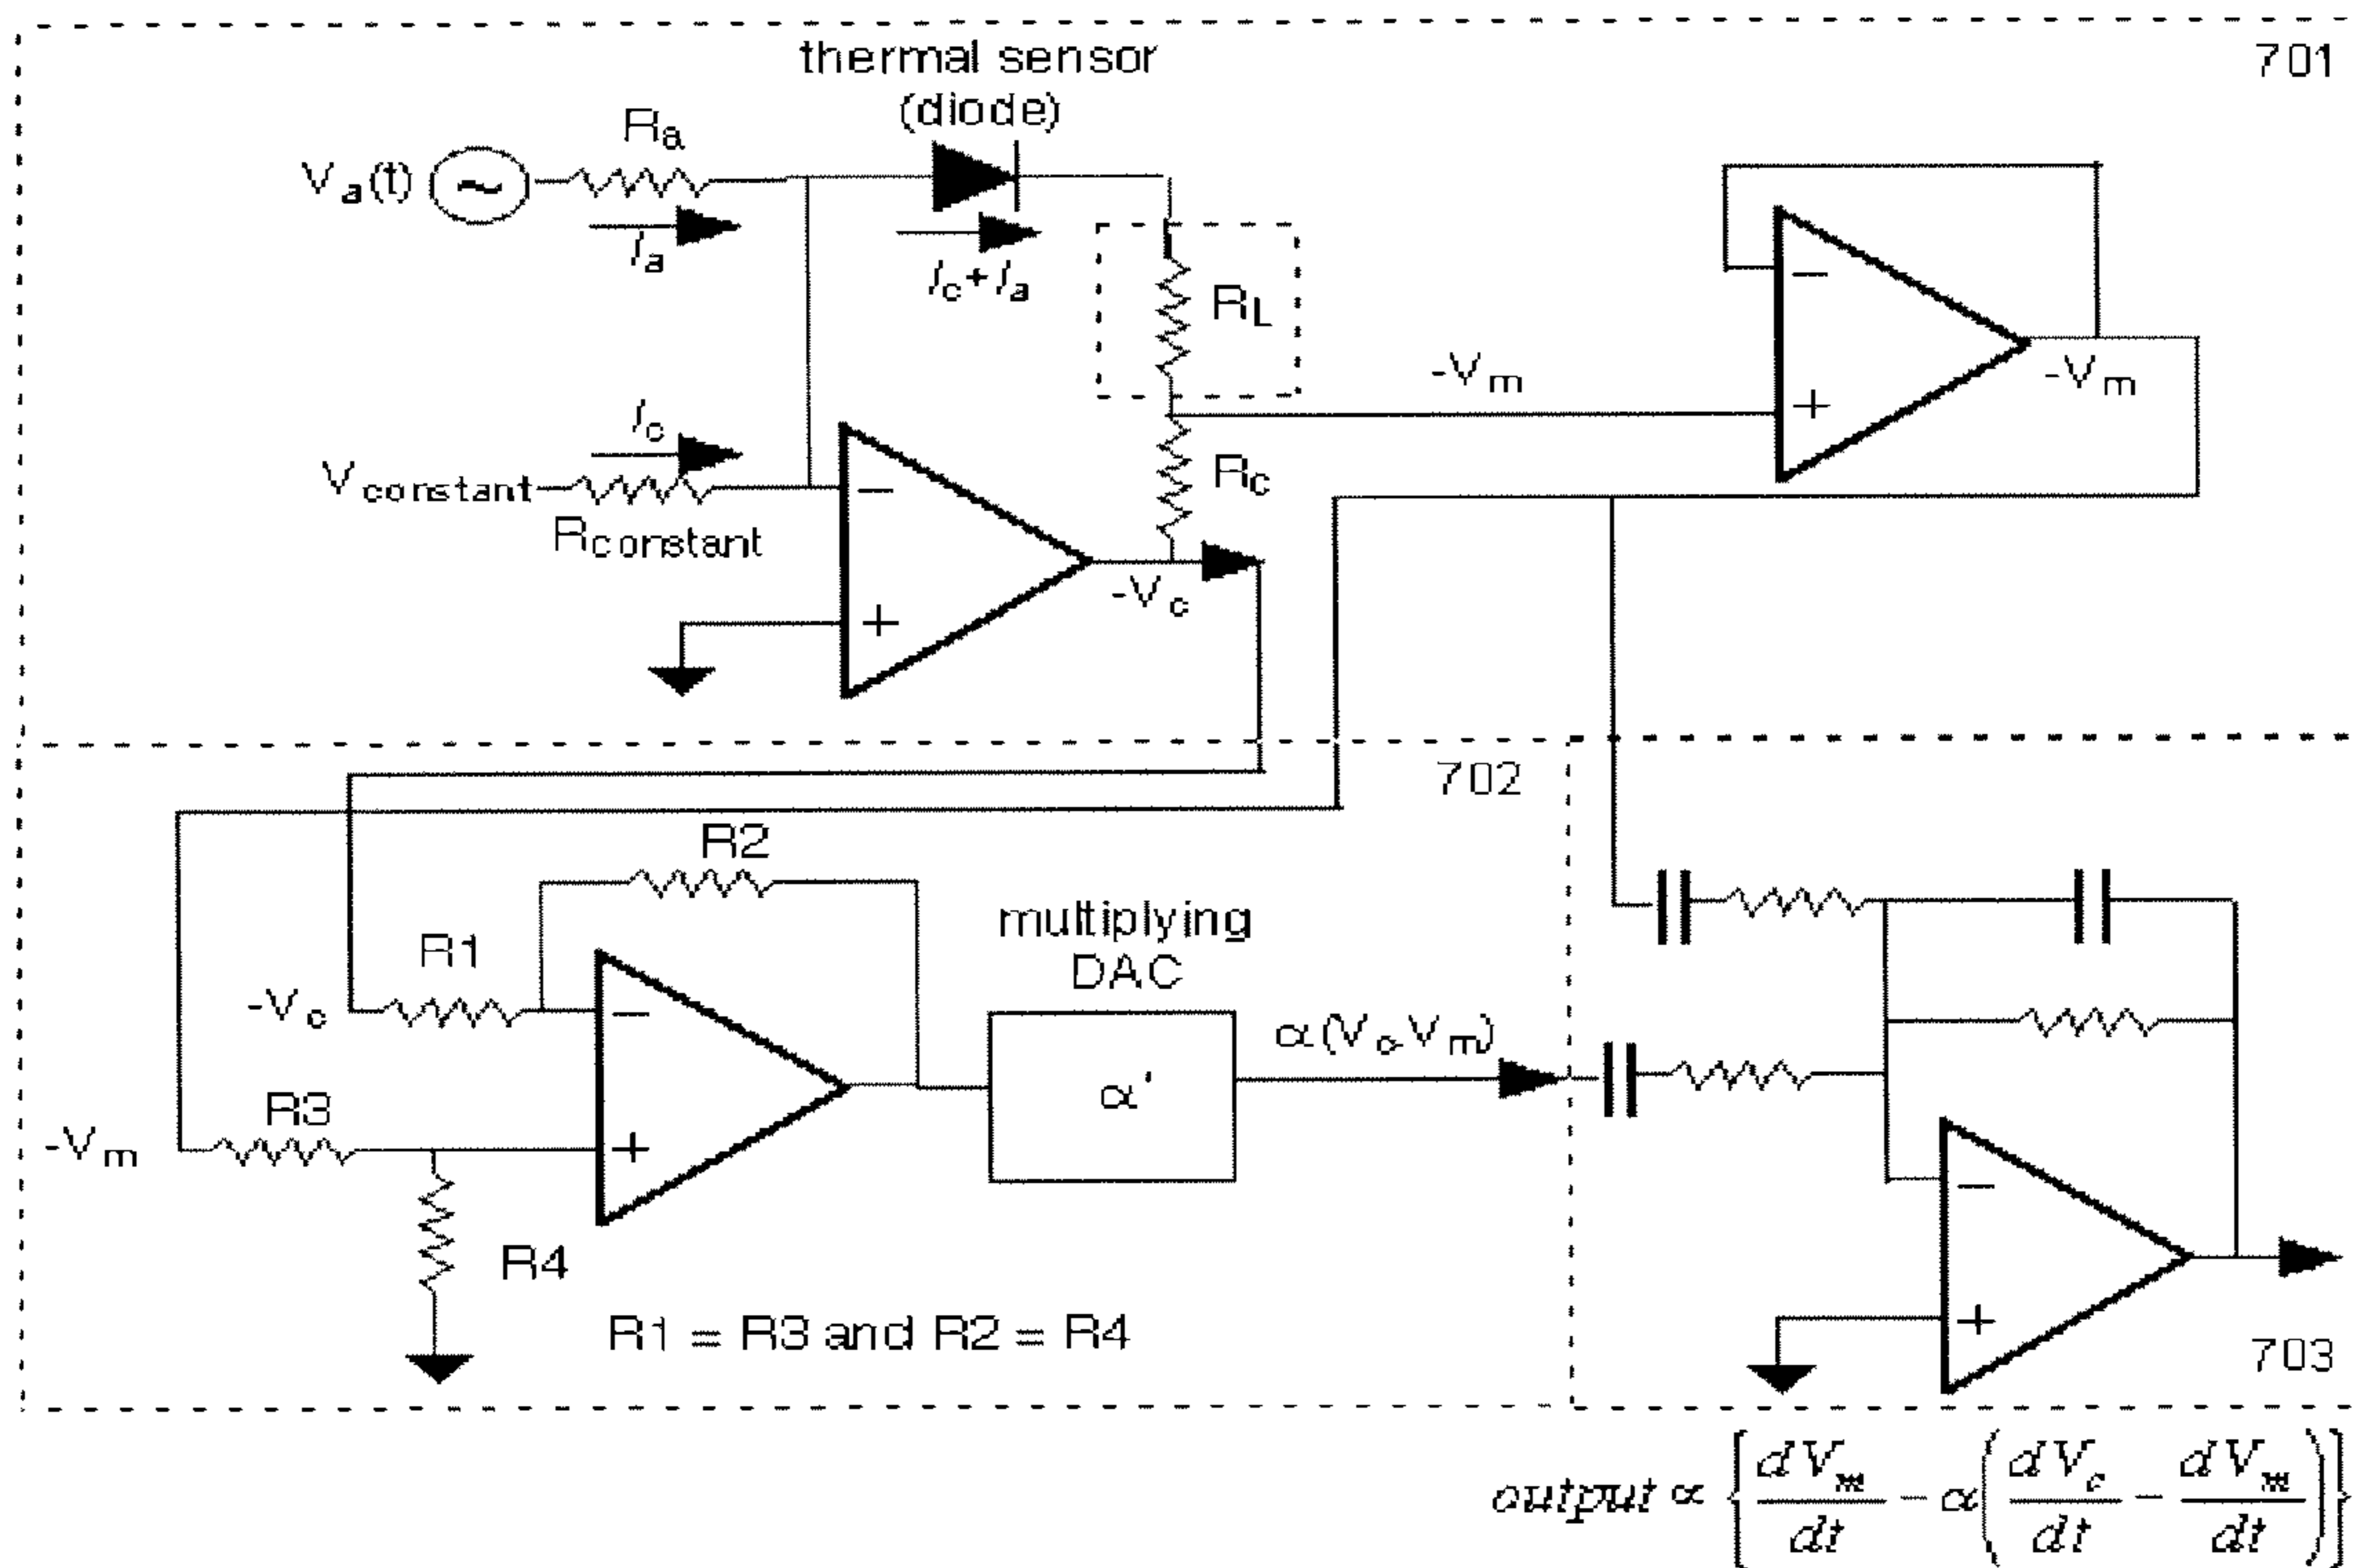 701
thermal sensor
(diode)
Ra
Va(t)
~
Ia
Ic+Ia
RL
-Vm
−
+
-Vm
Ic
Vconstant
Rconstant
−
+
Rc
-Vc
702
R2
R1
-Vc
−
multiplying
DAC
α'
α(Vc-Vm)
R3
-Vm
+
R4
R1 = R3 and R2 = R4
−
+
703
output ∝ {dVm/dt − α(dVc/dt − dVm/dt)}